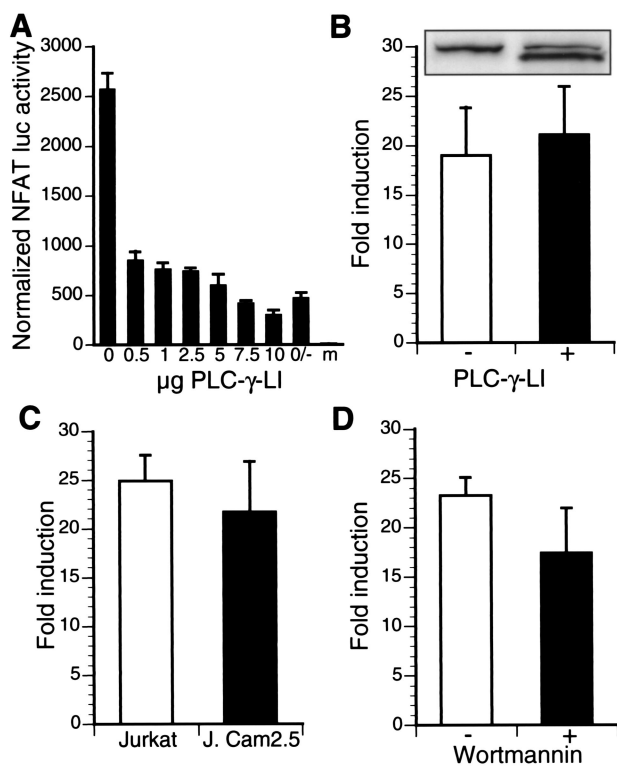 A
Normalized NFAT luc activity
3000
2500
2000
1500
1000
500
0
0 0.5 1 2.5 5 7.5 10 0/- m
µg PLC-γ-LI
B
Fold induction
30
25
20
15
10
5
0
- +
PLC-γ-LI
C
Fold induction
30
25
20
15
10
5
0
Jurkat J. Cam2.5
D
Fold induction
30
25
20
15
10
5
0
- +
Wortmannin